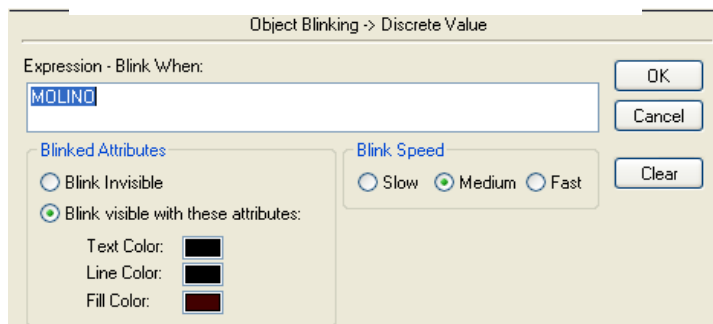 Object Blinking -> Discrete Value
Expression - Blink When:
MOLINO
OK
Cancel
Clear
Blinked Attributes
Blink Invisible
Blink visible with these attributes:
Text Color:
Line Color:
Fill Color:
Blink Speed
Slow Medium Fast